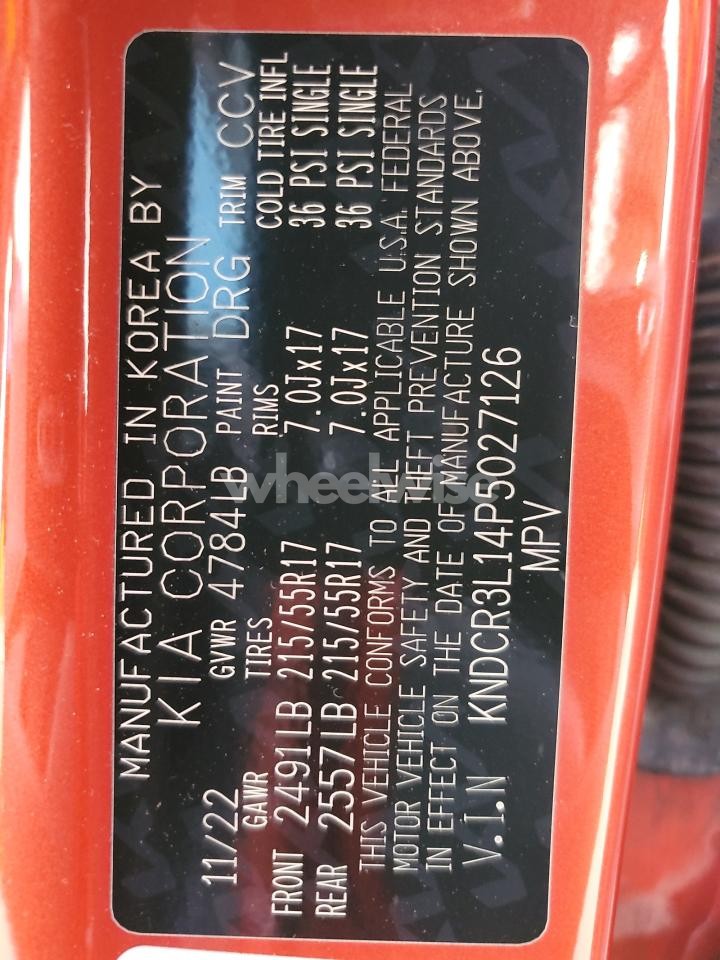 MANUFACTURED IN KOREA BY
KIA CORPORATION
11/22 GVWR 4784LB PAINT DRG TRIM CCV
GAWR TIRES RIMS COLD TIRE INFL
FRONT 2491LB 215/55R17 7.0Jx17 36 PSI SINGLE
REAR 2557LB 215/55R17 7.0Jx17 36 PSI SINGLE
THIS VEHICLE CONFORMS TO ALL APPLICABLE U.S.A. FEDERAL
MOTOR VEHICLE SAFETY AND THEFT PREVENTION STANDARDS
IN EFFECT ON THE DATE OF MANUFACTURE SHOWN ABOVE.
V.I.N KNDCR3L14P5027126
MPV
wheelwise